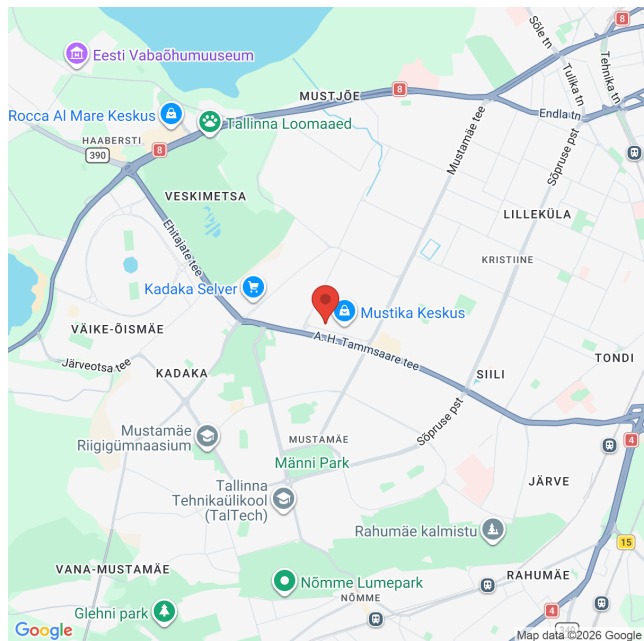 Eesti Vabaõhumuuseum
Sõle tn
8
Tulika tn
Tehnika tn
8
MUSTJÕE
Rocca Al Mare Keskus
Tallinna Loomaaed
Endla tn
HAABERSTI
390
8
Mustamäe tee
Sõpruse pst
VESKIMETSA
LILLEKÜLA
Ehitajate tee
KRISTIINE
Kadaka Selver
Mustika Keskus
VÄIKE-ÕISMÄE
A. H. Tammsaare tee
TONDI
Järveotsa tee
KADAKA
SIILI
Sõpruse pst
Mustamäe
Riigigümnaasium
MUSTAMÄE
4
Männi Park
JÄRVE
Tallinna
Tehnikaülikool
(TalTech)
Rahumäe kalmistu
15
VANA-MUSTAMÄE
Nõmme Lumepark
RAHUMÄE
NÕMME
Glehni park
4
Google
Map data ©2026 Google